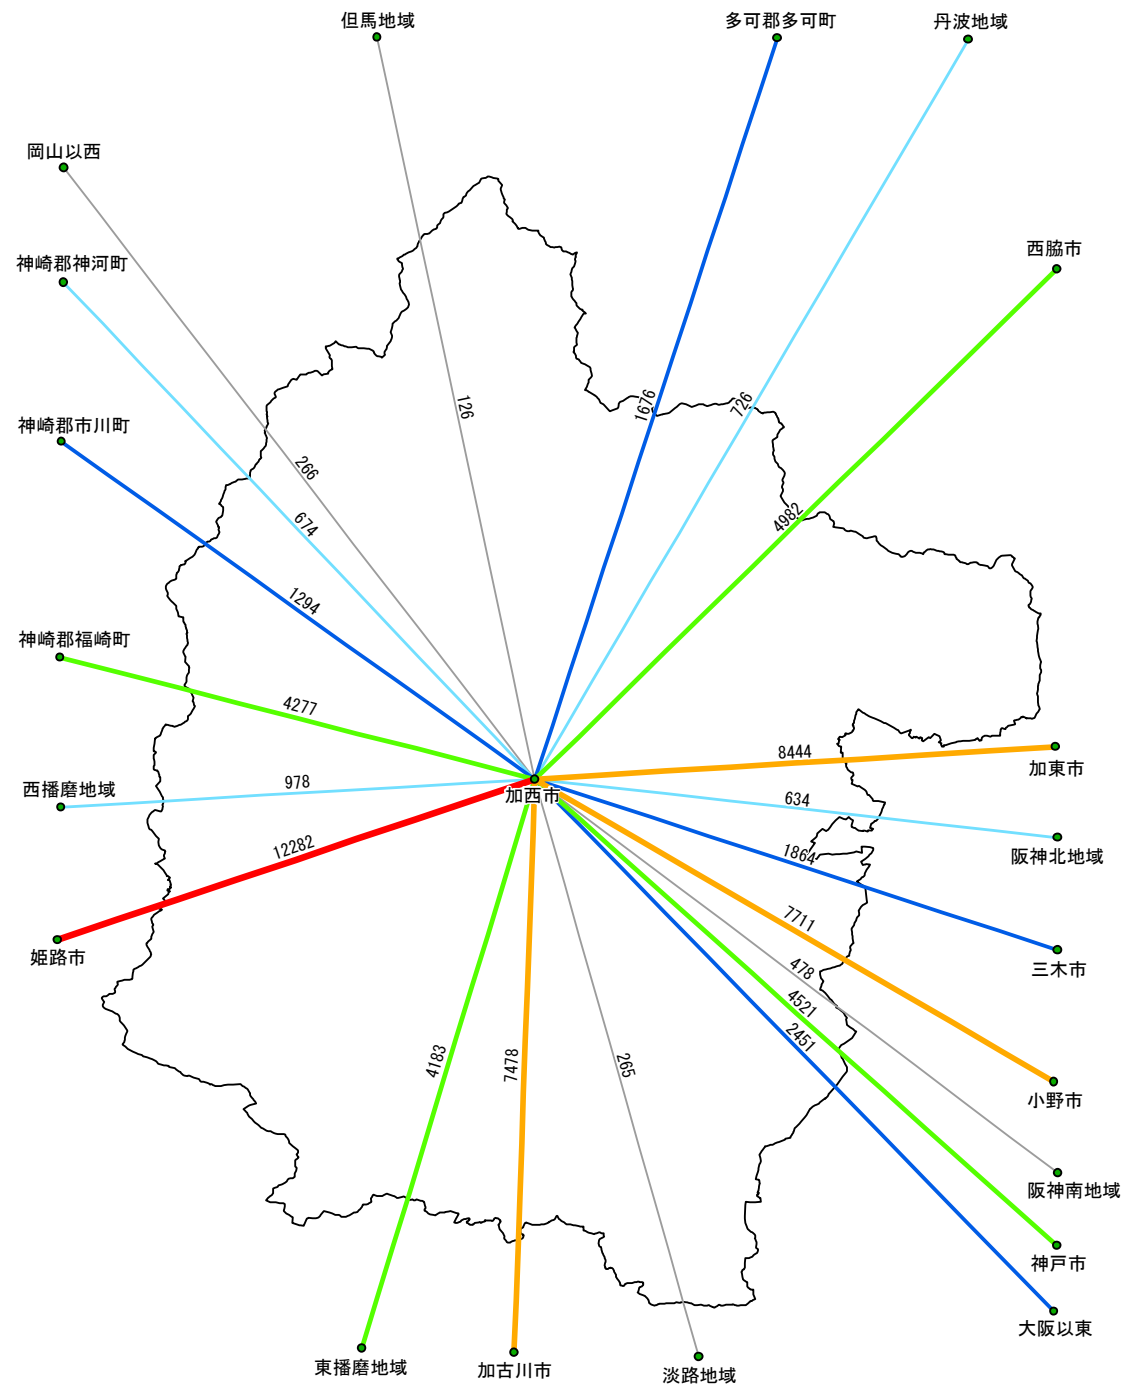 但馬地域
多可郡多可町
丹波地域
岡山以西
西脇市
神崎郡神河町
126
1676
726
神崎郡市川町
266
4982
674
1294
神崎郡福崎町
4277
8444
加東市
西播磨地域
978
加西市
634
阪神北地域
12282
1864
姫路市
7711
三木市
478
4521
2451
4183
7478
265
小野市
阪神南地域
神戸市
大阪以東
東播磨地域
加古川市
淡路地域